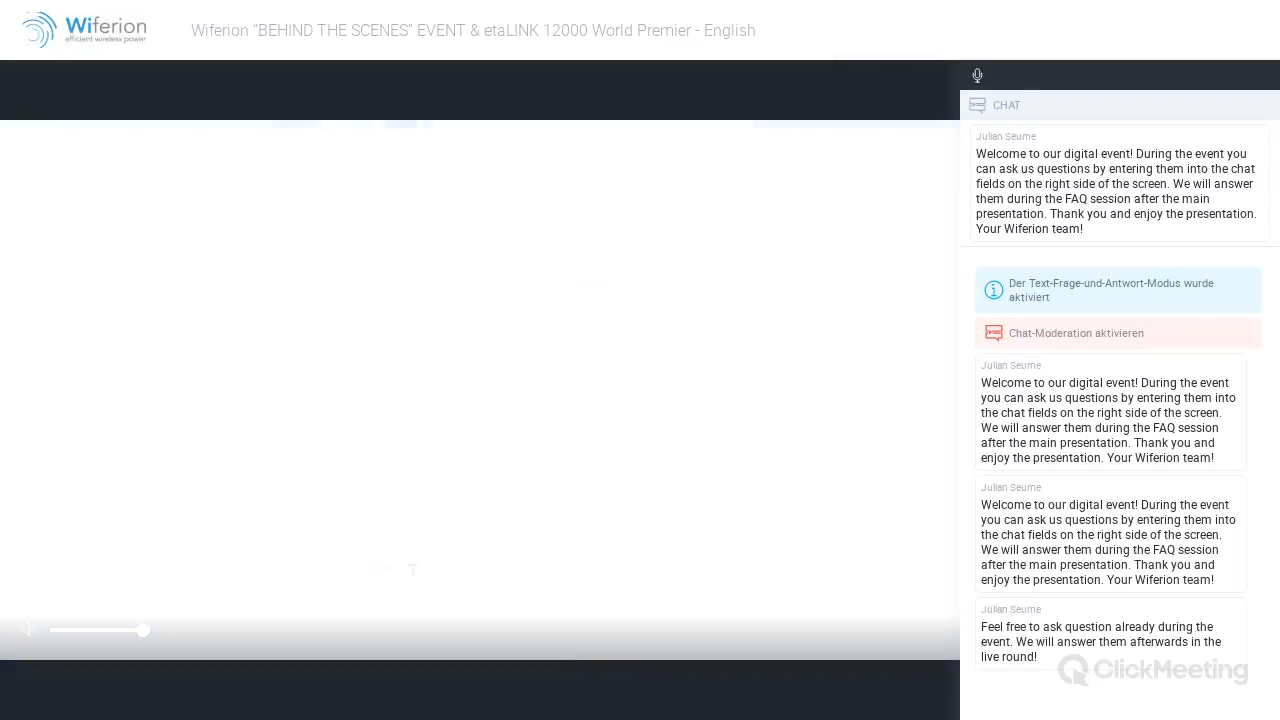 Wiferion
efficient wireless power
Wiferion "BEHIND THE SCENES" EVENT & etaLINK 12000 World Premier - English
CHAT
Julian Seume
Welcome to our digital event! During the event you
can ask us questions by entering them into the chat
fields on the right side of the screen. We will answer
them during the FAQ session after the main
presentation. Thank you and enjoy the presentation.
Your Wiferion team!
Der Text-Frage-und-Antwort-Modus wurde
aktiviert
Chat-Moderation aktivieren
Julian Seume
Welcome to our digital event! During the event
you can ask us questions by entering them into
the chat fields on the right side of the screen.
We will answer them during the FAQ session
after the main presentation. Thank you and
enjoy the presentation. Your Wiferion team!
Julian Seume
Welcome to our digital event! During the event
you can ask us questions by entering them into
the chat fields on the right side of the screen.
We will answer them during the FAQ session
after the main presentation. Thank you and
enjoy the presentation. Your Wiferion team!
Julian Seume
Feel free to ask question already during the
event. We will answer them afterwards in the
live round!
ClickMeeting